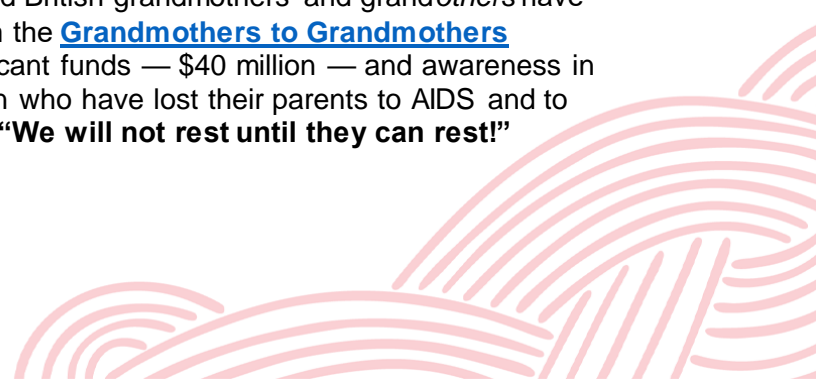 British grandmothers and grandothers have
the Grandmothers to Grandmothers
funds — $40 million — and awareness in
who have lost their parents to AIDS and to
“We will not rest until they can rest!”